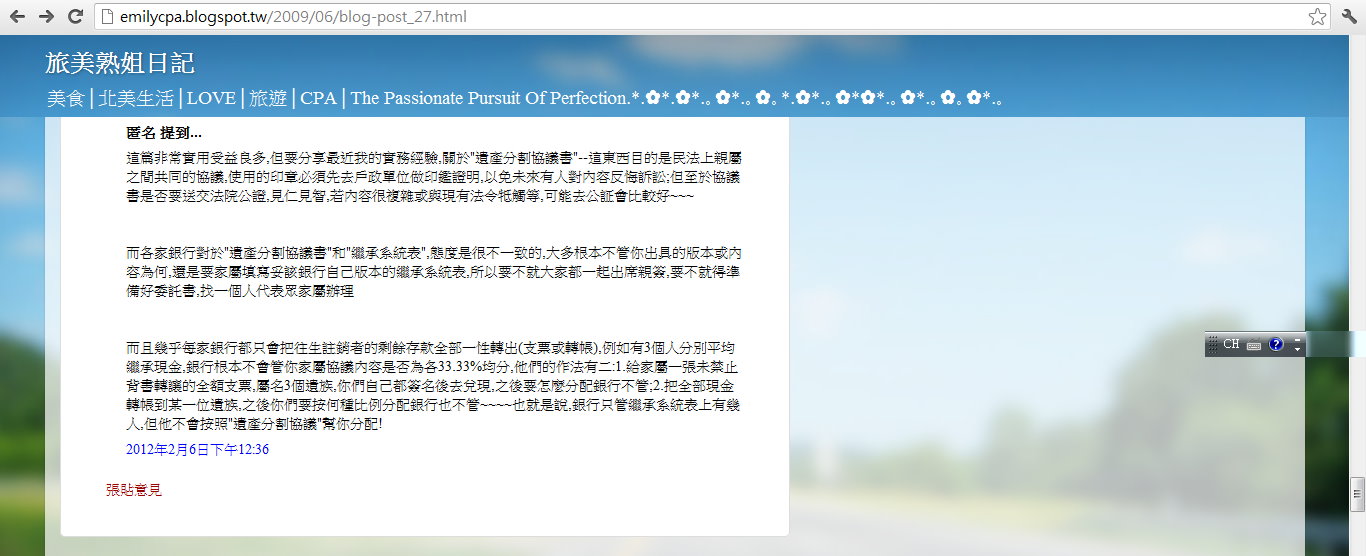 emilycpa.blogspot.tw/2009/06/blog-post_27.html
旅美熟姐日記
美食│北美生活│LOVE│旅遊│CPA│The Passionate Pursuit Of Perfection.*.✿*.✿*.。✿*.。✿。*.✿*.。✿*✿*.。✿*.。✿。✿*.。
匿名 提到...
這篇非常實用受益良多,但要分享最近我的實務經驗,關於"遺產分割協議書"--這東西目的是民法上親屬
之間共同的協議,使用的印章必須先去戶政單位做印鑑證明,以免未來有人對內容反悔訴訟;但至於協議
書是否要送交法院公證,見仁見智,若內容很複雜或與現有法令牴觸等,可能去公証會比較好~~~
而各家銀行對於"遺產分割協議書"和"繼承系統表",態度是很不一致的,大多根本不管你出具的版本或內
容為何,還是要家屬填寫妥該銀行自己版本的繼承系統表,所以要不就大家都一起出席親簽,要不就得準
備好委託書,找一個人代表眾家屬辦理
而且幾乎每家銀行都只會把往生註銷者的剩餘存款全部一性轉出(支票或轉帳),例如有3個人分別平均
繼承現金,銀行根本不會管你家屬協議內容是否為各33.33%均分,他們的作法有二:1.給家屬一張未禁止
背書轉讓的全額支票,屬名3個遺族,你們自己都簽名後去兌現,之後要怎麼分配銀行不管;2.把全部現金
轉帳到某一位遺族,之後你們要按何種比例分配銀行也不管~~~~也就是說,銀行只管繼承系統表上有幾
人,但他不會按照"遺產分割協議"幫你分配!
2012年2月6日下午12:36
張貼意見
CH